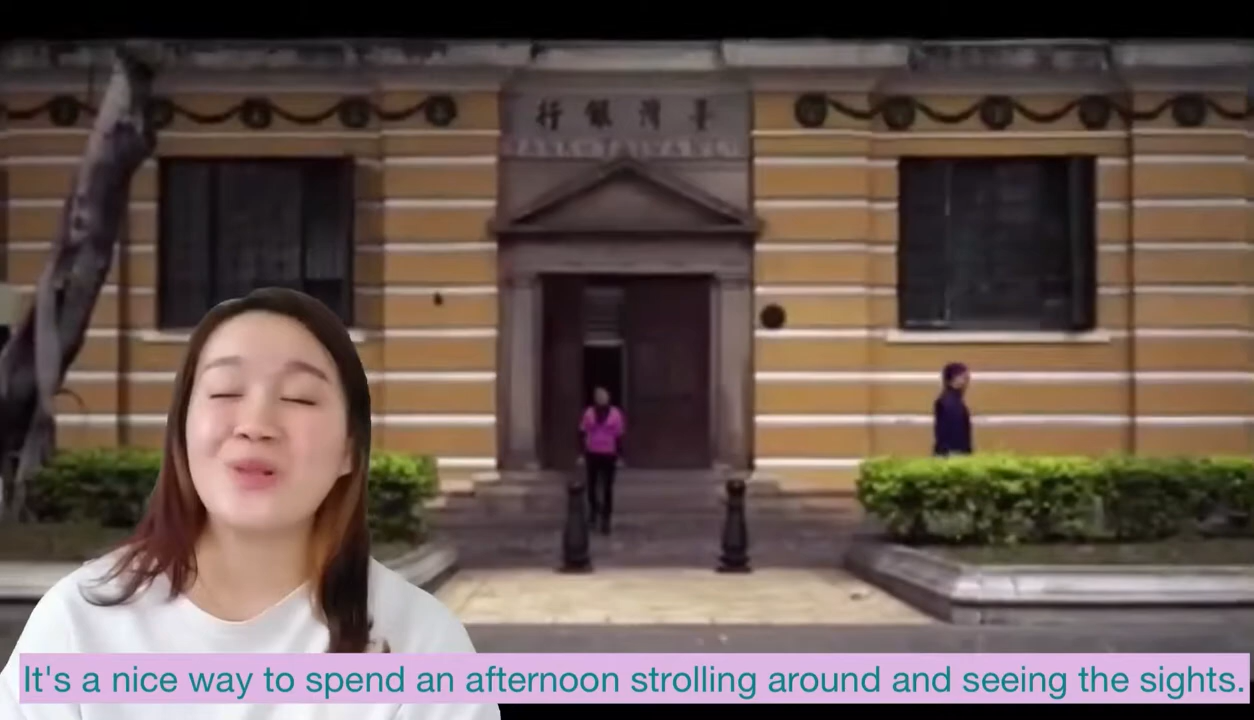 臺灣銀行
It's a nice way to spend an afternoon strolling around and seeing the sights.